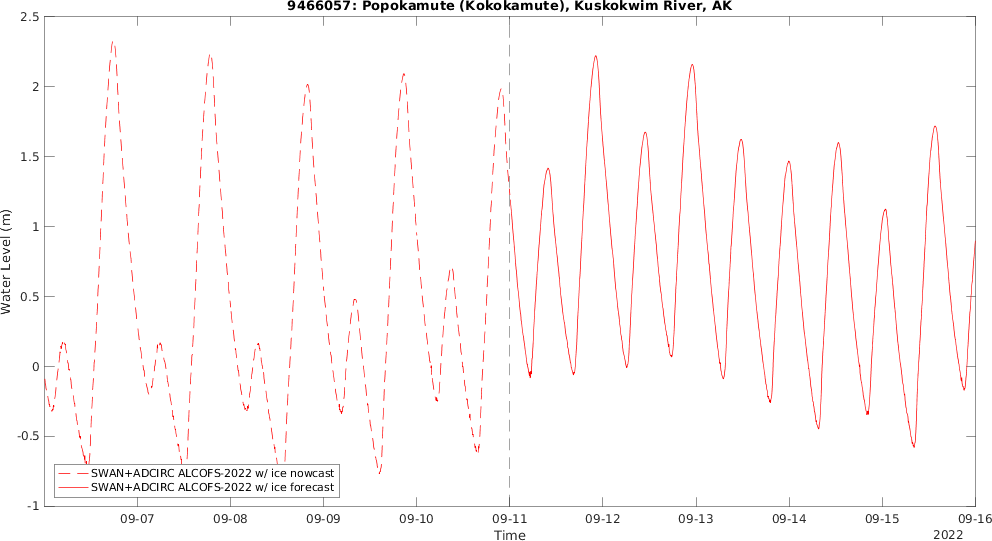 9466057: Popokamute (Kokokamute), Kuskokwim River, AK
2.5
2
1.5
1
0.5
0
-0.5
-1
Water Level (m)
SWAN+ADCIRC ALCOFS-2022 w/ ice nowcast
SWAN+ADCIRC ALCOFS-2022 w/ ice forecast
09-07 09-08 09-09 09-10 09-11 09-12 09-13 09-14 09-15 09-16
Time
2022